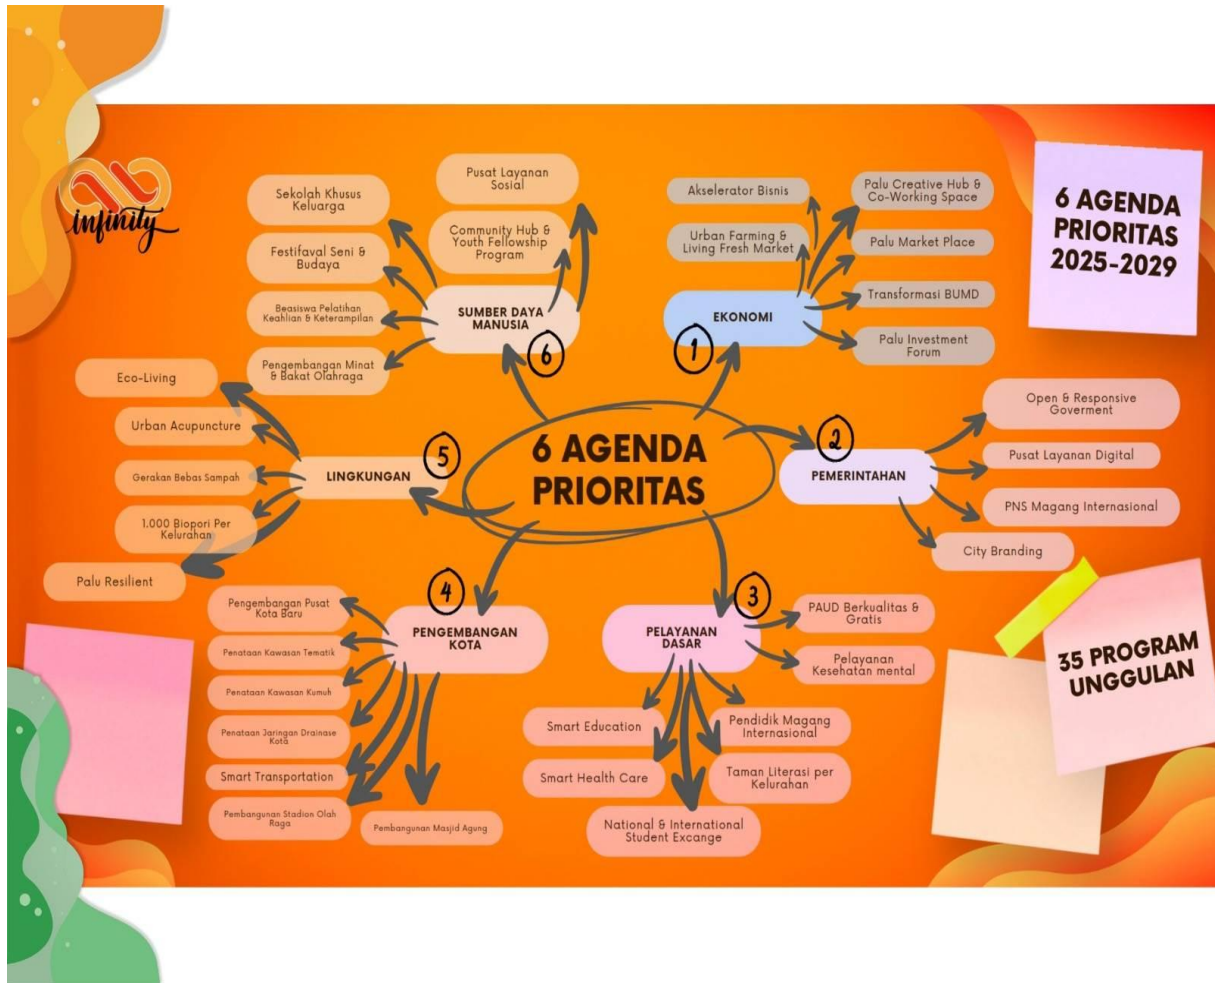 infinity
6 AGENDA
PRIORITAS
2025-2029
6 AGENDA
PRIORITAS
1
EKONOMI
Akselerator Bisnis
Urban Farming &
Living Fresh Market
Palu Creative Hub &
Co-Working Space
Palu Market Place
Transformasi BUMD
Palu Investment
Forum
2
PEMERINTAHAN
Open & Responsive
Goverment
Pusat Layanan Digital
PNS Magang Internasional
City Branding
3
PELAYANAN
DASAR
PAUD Berkualitas &
Gratis
Pelayanan
Kesehatan mental
Pendidik Magang
Internasional
Taman Literasi per
Kelurahan
National & International
Student Excange
Smart Health Care
Smart Education
4
PENGEMBANGAN
KOTA
Pengembangan Pusat
Kota Baru
Penataan Kawasan Tematik
Penataan Kawasan Kumuh
Penataan Jaringan Drainase
Kota
Smart Transportation
Pembangunan Stadion Olah
Raga
Pembangunan Masjid Agung
5
LINGKUNGAN
Eco-Living
Urban Acupuncture
Gerakan Bebas Sampah
1.000 Biopori Per
Kelurahan
Palu Resilient
6
SUMBER DAYA
MANUSIA
Pusat Layanan
Sosial
Community Hub &
Youth Fellowship
Program
Sekolah Khusus
Keluarga
Festifaval Seni &
Budaya
Beasiswa Pelatihan
Keahlian & Keterampilan
Pengembangan Minat
& Bakat Olahraga
35 PROGRAM
UNGGULAN